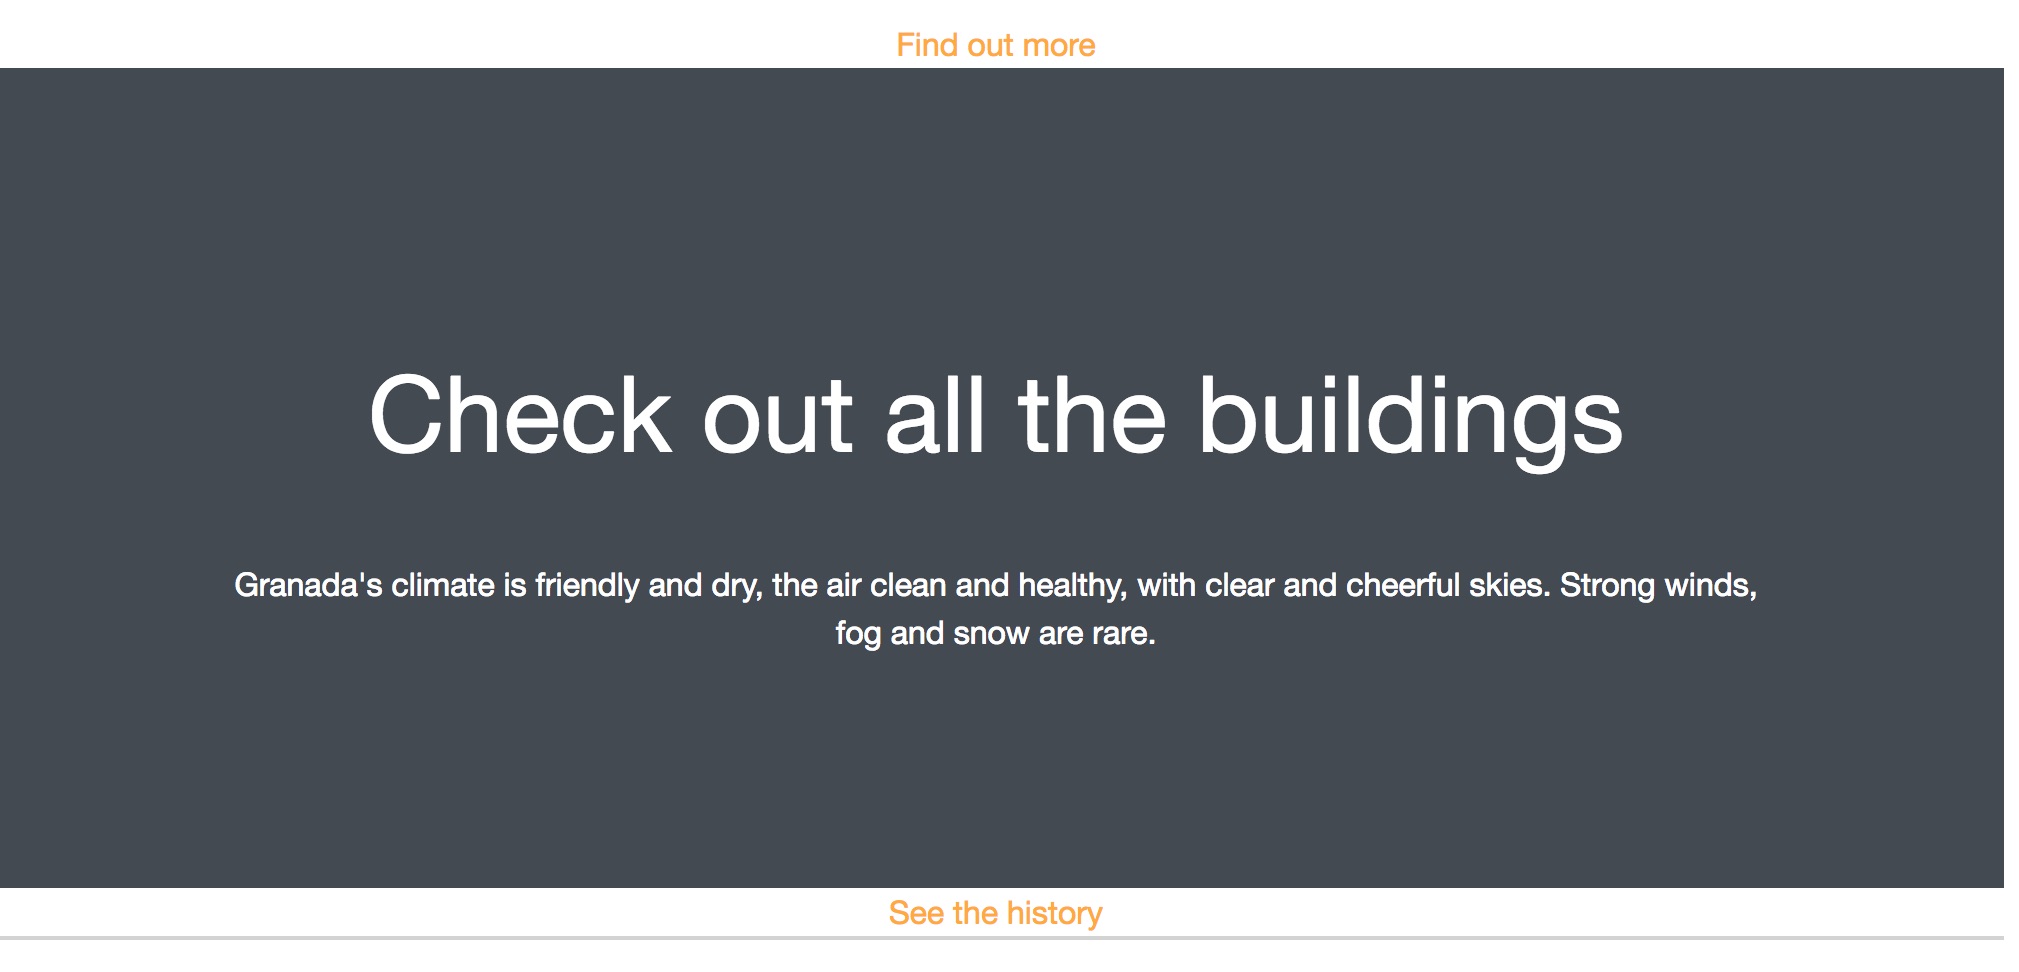 Find out more
Check out all the buildings
Granada's climate is friendly and dry, the air clean and healthy, with clear and cheerful skies. Strong winds,
fog and snow are rare.
See the history